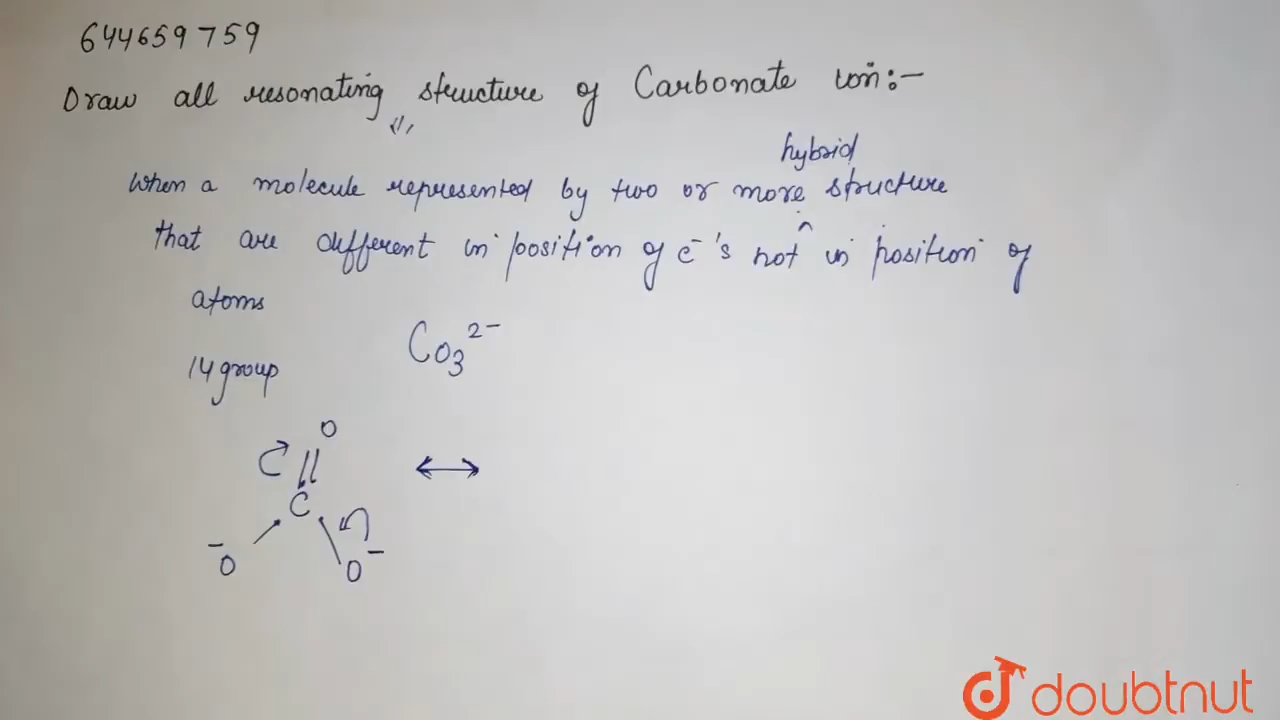 644659759
Draw all resonating structure of Carbonate ion:-
hybrid
When a molecule represented by two or more structure
that are different in position of e⁻'s not in position of
atoms
CO3 2-
14 group
O
C
-O
O-
doubtnut